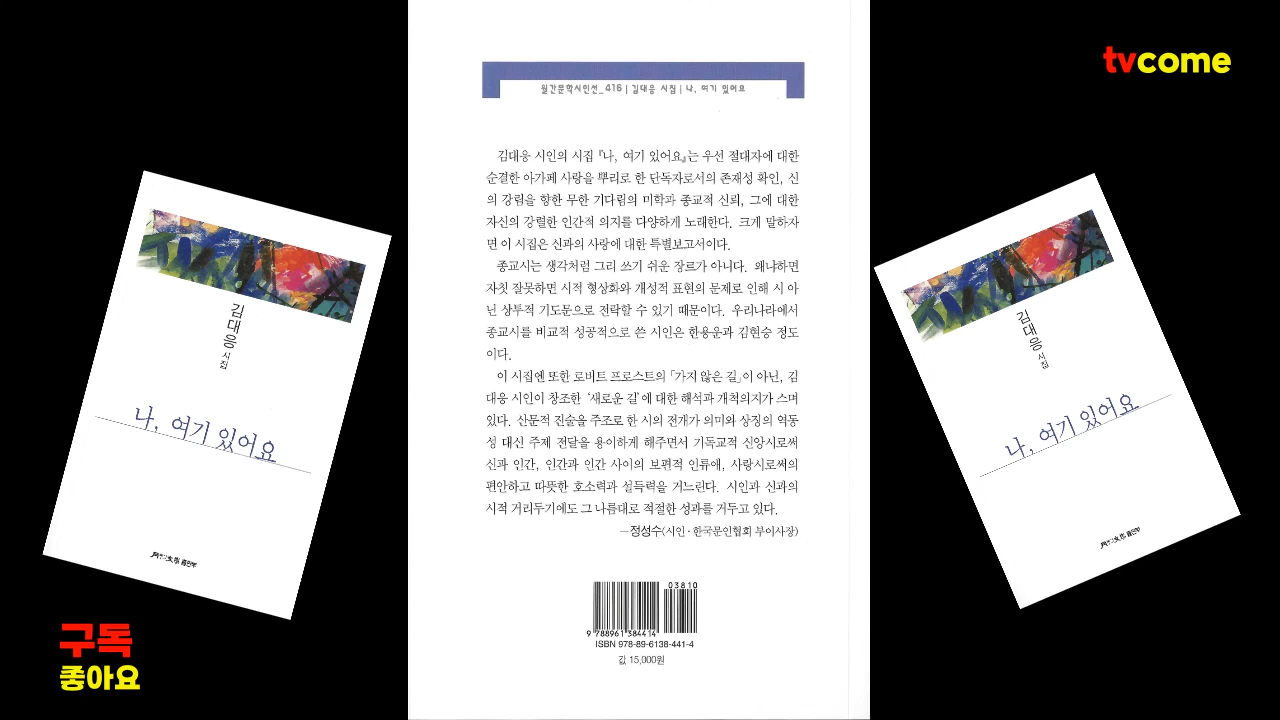 tvcome
월간문학시인선_416 | 김대응 시집 | 나, 여기 있어요
김대응 시인의 시집 『나, 여기 있어요』는 우선 절대자에 대한
순결한 아가페 사랑을 뿌리로 한 단독자로서의 존재성 확인, 신
의 강림을 향한 무한 기다림의 미학과 종교적 신뢰, 그에 대한
자신의 강렬한 인간적 의지를 다양하게 노래한다. 크게 말하자
면 이 시집은 신과의 사랑에 대한 특별보고서이다.
종교시는 생각처럼 그리 쓰기 쉬운 장르가 아니다. 왜냐하면
자칫 잘못하면 시적 형상화와 개성적 표현의 문제로 인해 시 아
닌 상투적 기도문으로 전락할 수 있기 때문이다. 우리나라에서
종교시를 비교적 성공적으로 쓴 시인은 한용운과 김현승 정도
이다.
이 시집엔 또한 로버트 프로스트의 「가지 않은 길」이 아닌, 김
대응 시인이 창조한 '새로운 길'에 대한 해석과 개척의지가 스며
있다. 산문적 진술을 주조로 한 시의 전개가 의미와 상징의 역동
성 대신 주제 전달을 용이하게 해주면서 기독교적 신앙시로써
신과 인간, 인간과 인간 사이의 보편적 인류애, 사랑시로써의
편안하고 따뜻한 호소력과 설득력을 거느린다. 시인과 신과의
시적 거리두기에도 그 나름대로 적절한 성과를 거두고 있다.
―정성수(시인·한국문인협회 부이사장)
03810
9 788961 384414
ISBN 978-89-6138-441-4
값 15,000원
김대응 시집
나, 여기 있어요
月刊文學 출판부
김대응 시집
나, 여기 있어요
月刊文學 출판부
구독
좋아요